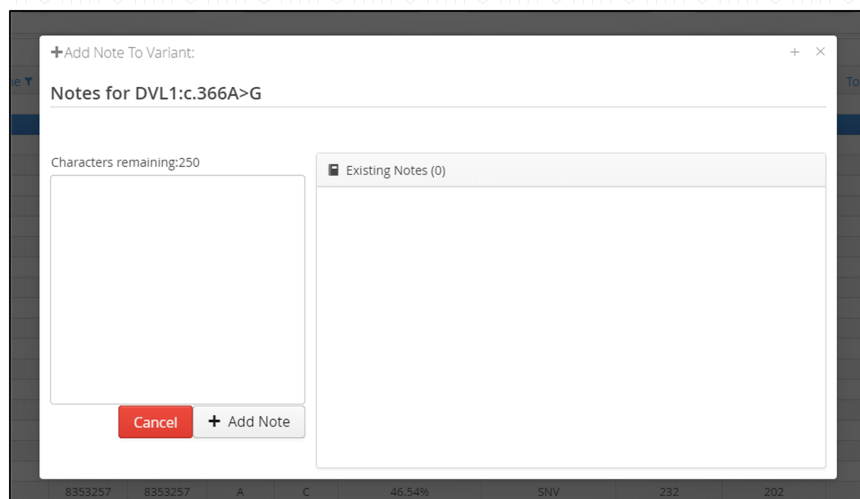 Add Note To Variant:
Notes for DVL1:c.366A>G
Characters remaining:250
Existing Notes (0)
Cancel
Add Note
8353257 8353257 A C 46.54% SNV 232 202